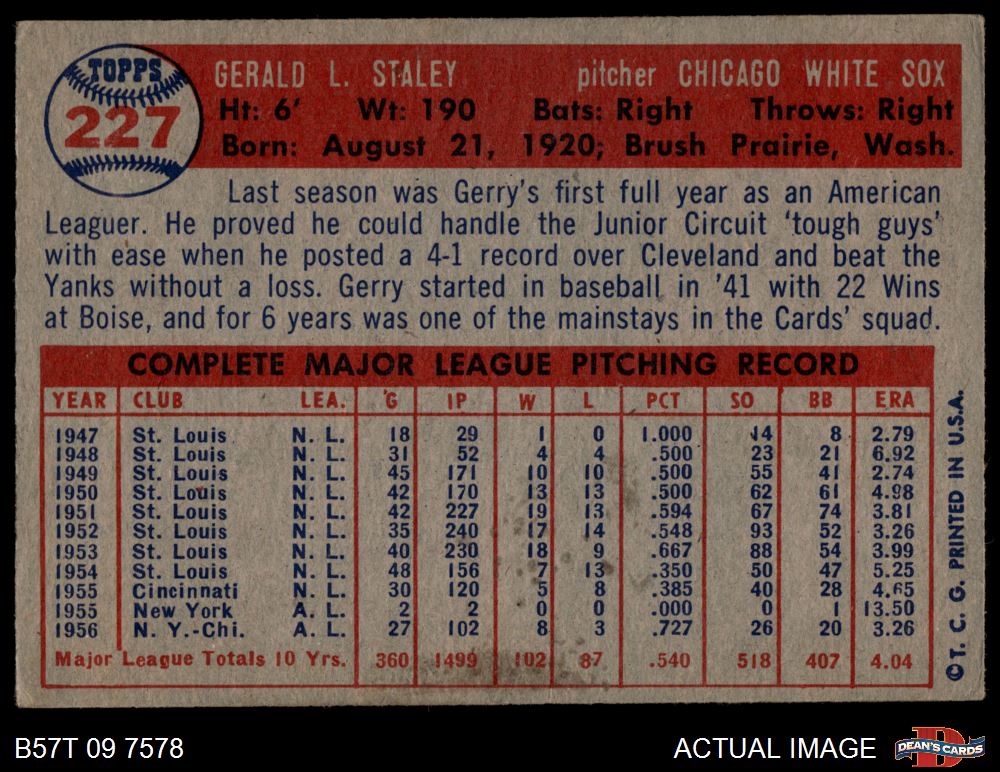 TOPPS
227
GERALD L. STALEY pitcher CHICAGO WHITE SOX
Ht: 6' Wt: 190 Bats: Right Throws: Right
Born: August 21, 1920; Brush Prairie, Wash.
Last season was Gerry's first full year as an American
Leaguer. He proved he could handle the Junior Circuit 'tough guys'
with ease when he posted a 4-1 record over Cleveland and beat the
Yanks without a loss. Gerry started in baseball in '41 with 22 Wins
at Boise, and for 6 years was one of the mainstays in the Cards' squad.
COMPLETE MAJOR LEAGUE PITCHING RECORD
YEAR CLUB LEA. G IP W L PCT SO BB ERA
1947 St. Louis N. L. 18 29 1 0 1.000 14 8 2.79
1948 St. Louis N. L. 31 52 4 4 .500 23 21 6.92
1949 St. Louis N. L. 45 171 10 10 .500 55 41 2.74
1950 St. Louis N. L. 42 170 13 13 .500 62 61 4.98
1951 St. Louis N. L. 42 227 19 13 .594 67 74 3.81
1952 St. Louis N. L. 35 240 17 14 .548 93 52 3.26
1953 St. Louis N. L. 40 230 18 9 .667 88 54 3.99
1954 St. Louis N. L. 48 156 7 13 .350 50 47 5.25
1955 Cincinnati N. L. 30 120 5 8 .385 40 28 4.65
1955 New York A. L. 2 2 0 0 .000 0 1 13.50
1956 N. Y.-Chi. A. L. 27 102 8 3 .727 26 20 3.26
Major League Totals 10 Yrs. 360 1499 102 87 .540 518 407 4.04
©T. C. G. PRINTED IN U.S.A.
B57T 09 7578
ACTUAL IMAGE
DEAN'S CARDS